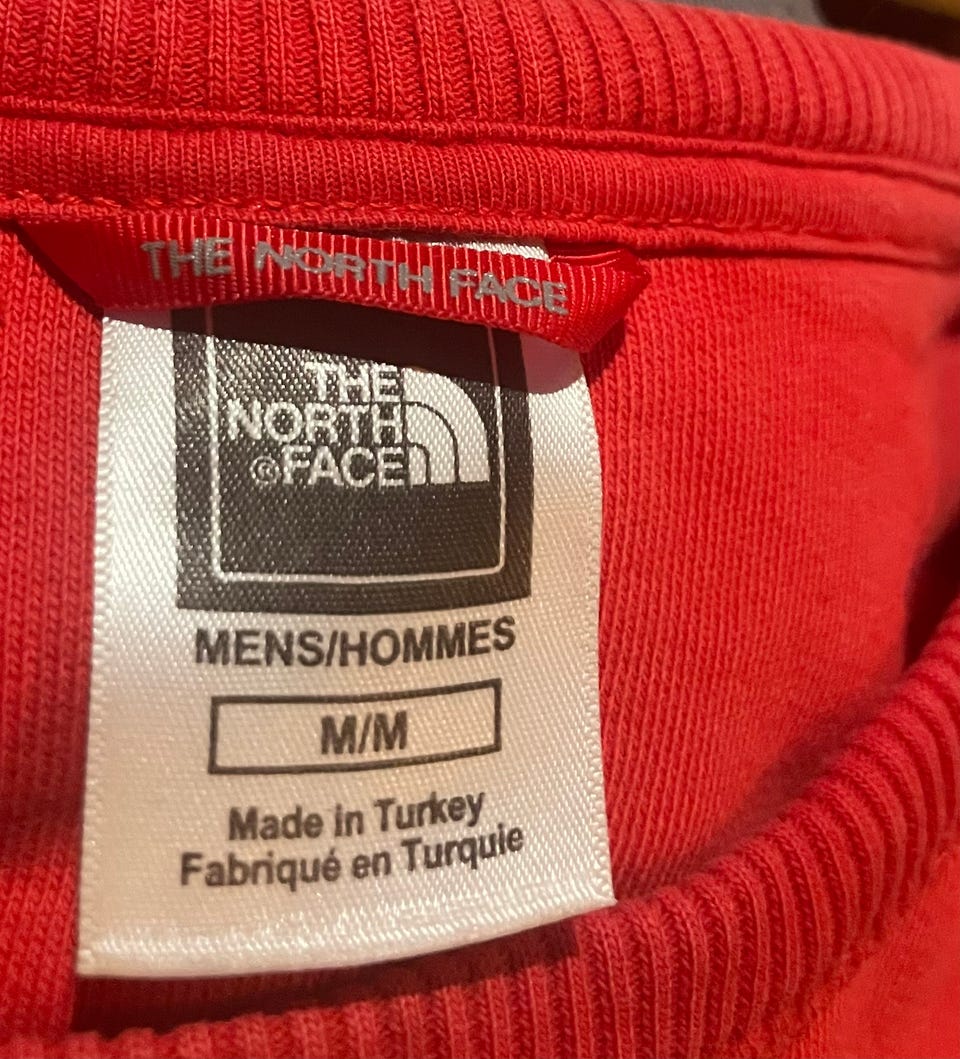 THE NORTH FACE
THE
NORTH
®FACE
MENS/HOMMES
M/M
Made in Turkey
Fabriqué en Turquie